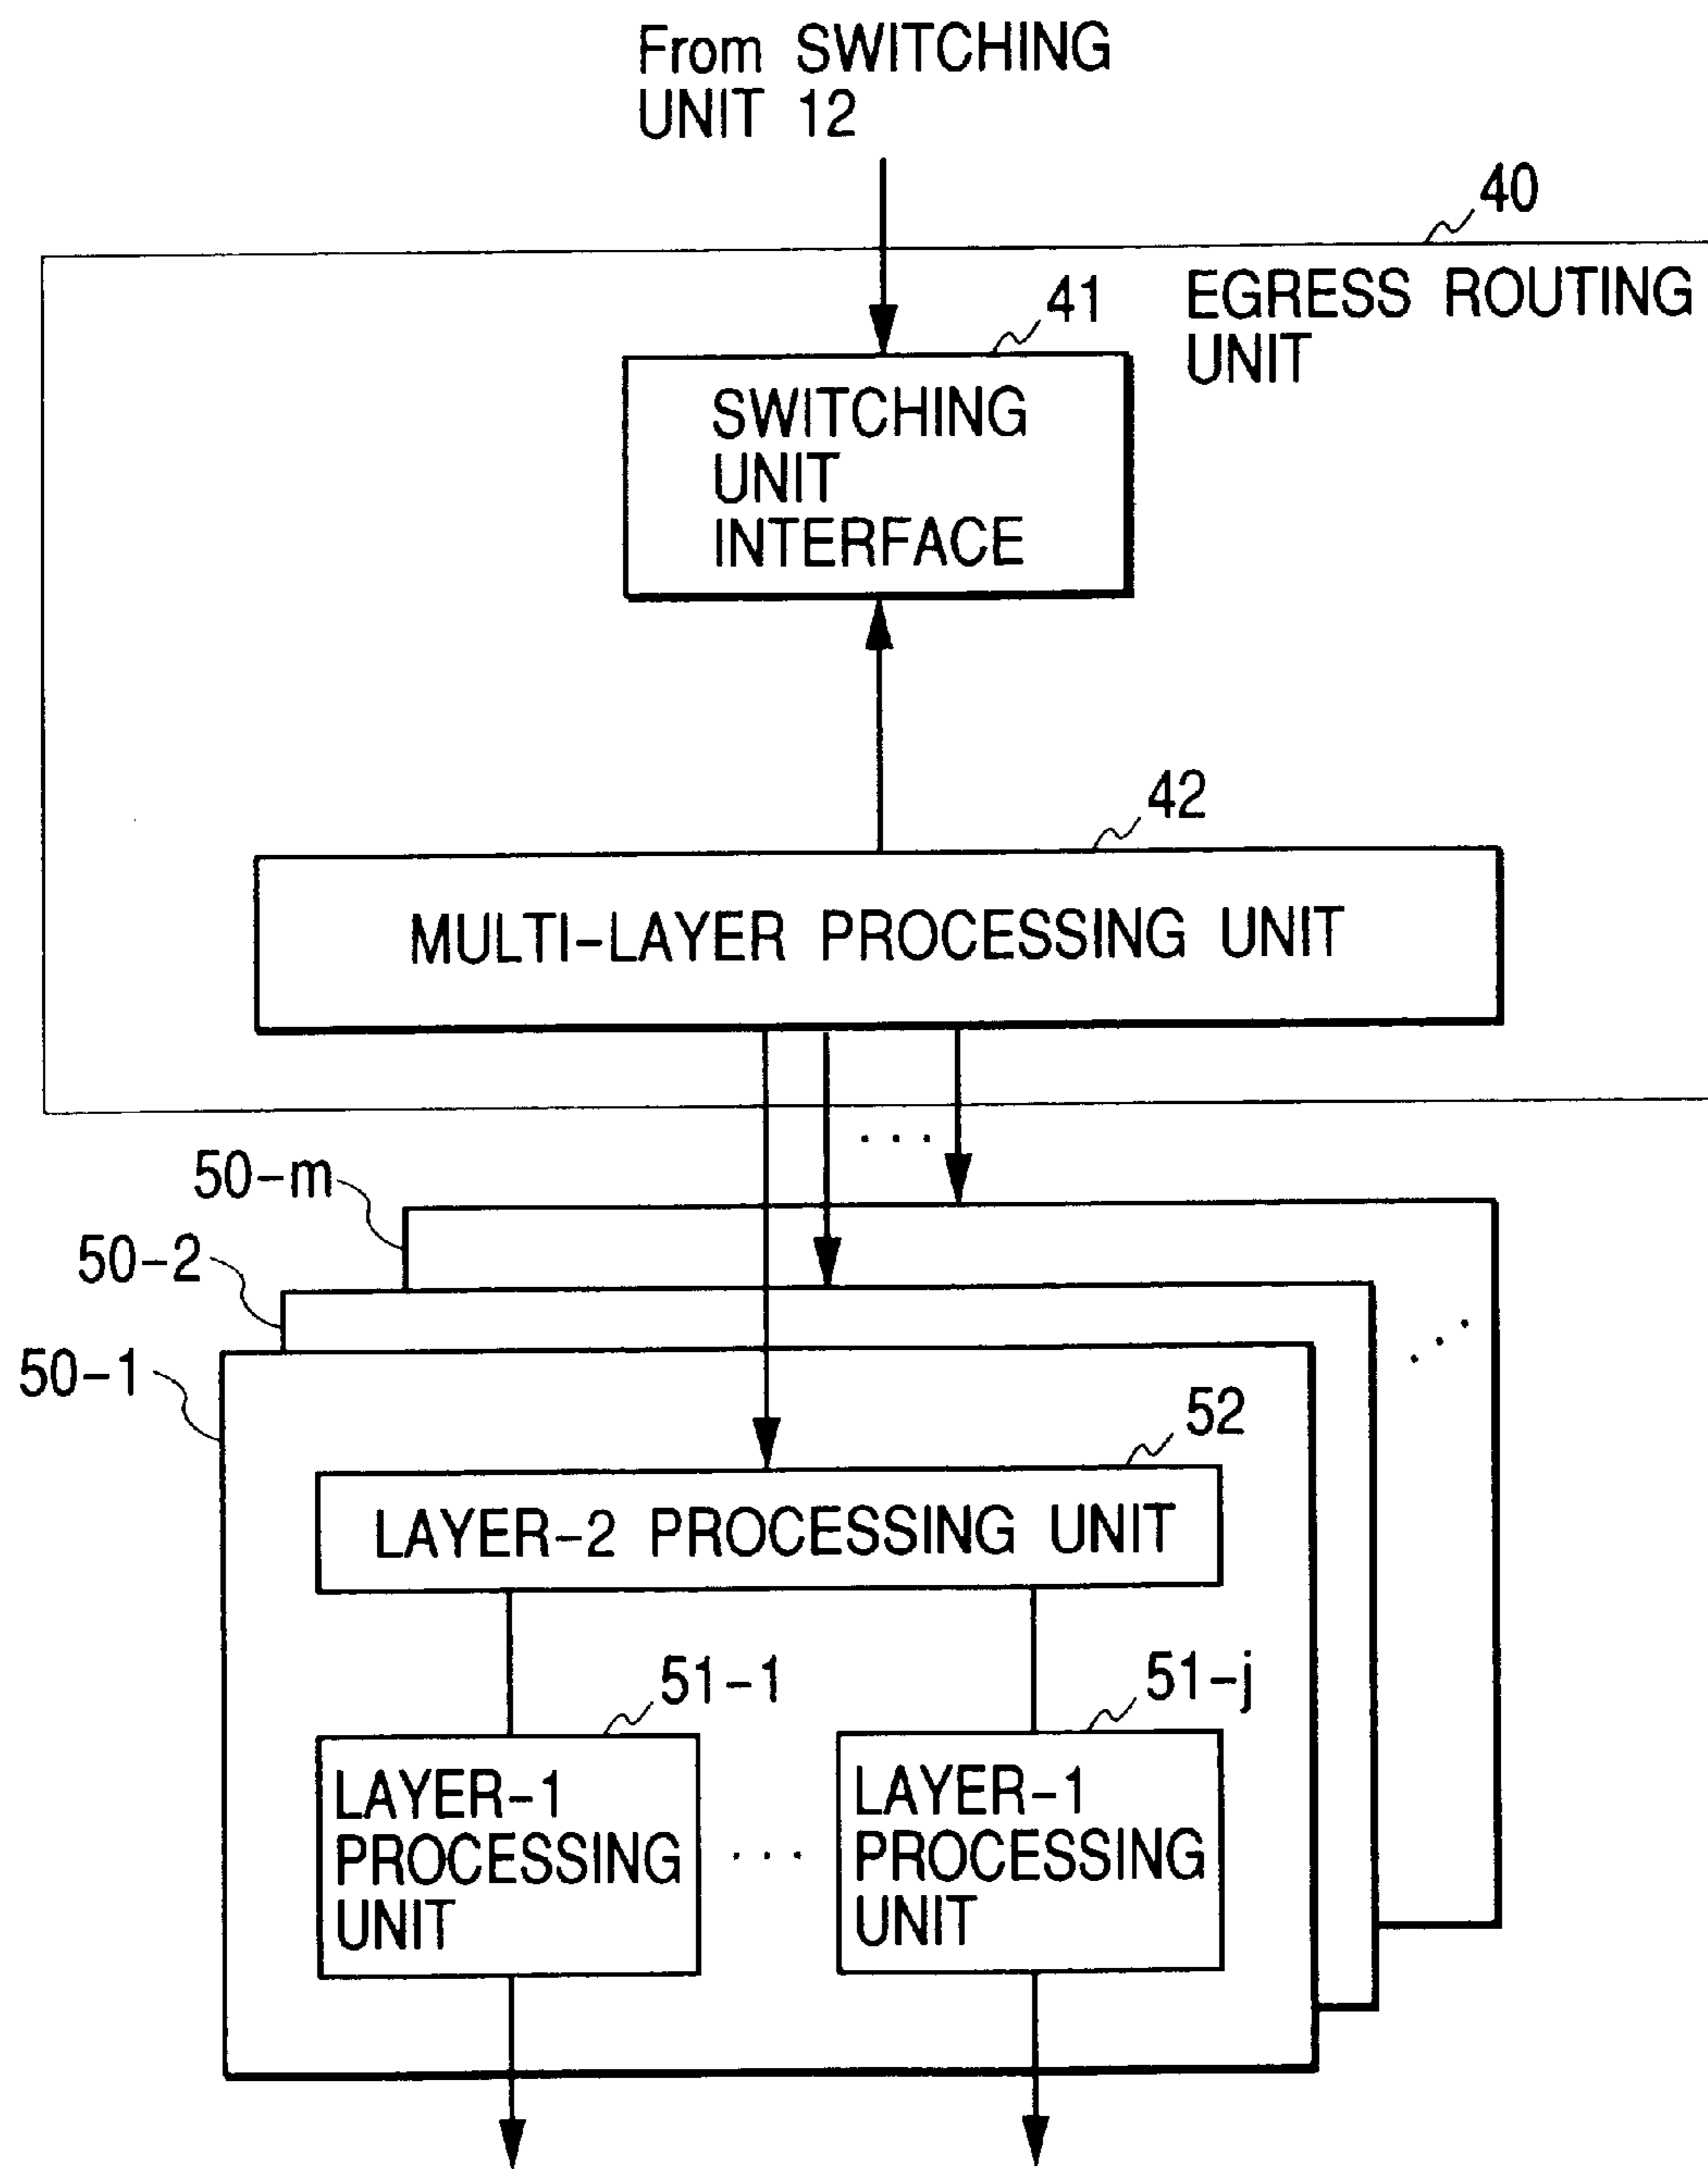 From SWITCHING
UNIT 12
40
EGRESS ROUTING
UNIT
41
SWITCHING
UNIT
INTERFACE
42
MULTI-LAYER PROCESSING UNIT
...
50-m
50-2
50-1
...
52
LAYER-2 PROCESSING UNIT
51-1
51-j
LAYER-1
PROCESSING
UNIT
...
LAYER-1
PROCESSING
UNIT